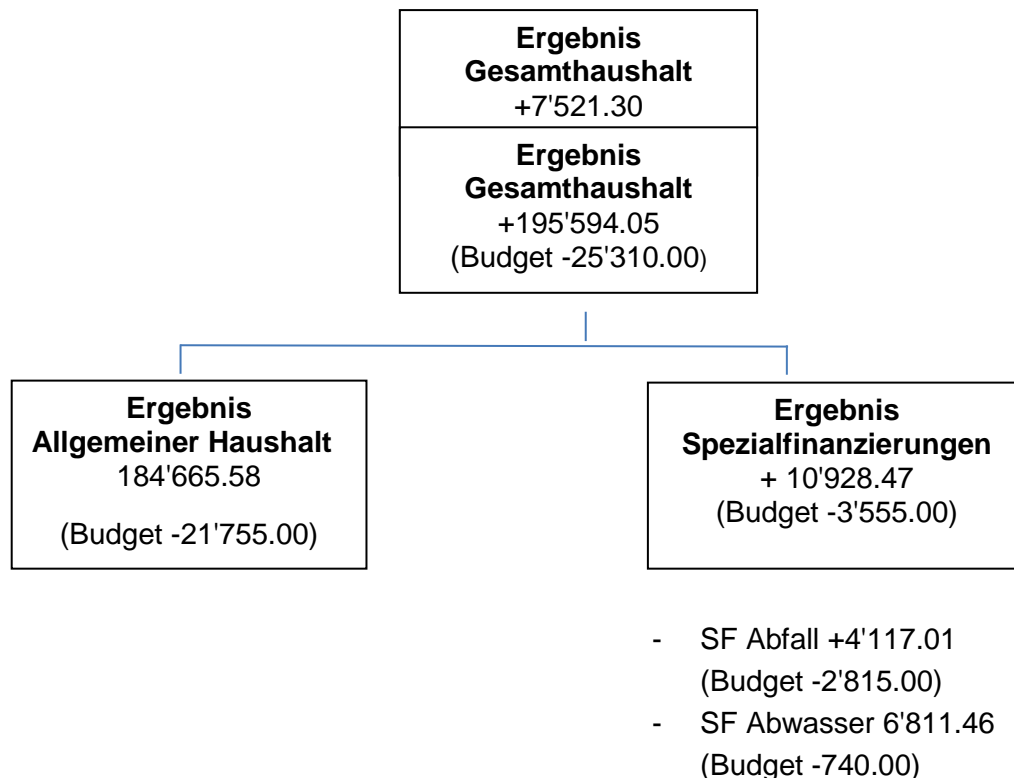 Ergebnis
Gesamthaushalt
+7'521.30
Ergebnis
Gesamthaushalt
+195'594.05
(Budget -25'310.00)
Ergebnis
Allgemeiner Haushalt
184'665.58
(Budget -21'755.00)
Ergebnis
Spezialfinanzierungen
+ 10'928.47
(Budget -3'555.00)
- SF Abfall +4'117.01
(Budget -2'815.00)
- SF Abwasser 6'811.46
(Budget -740.00)